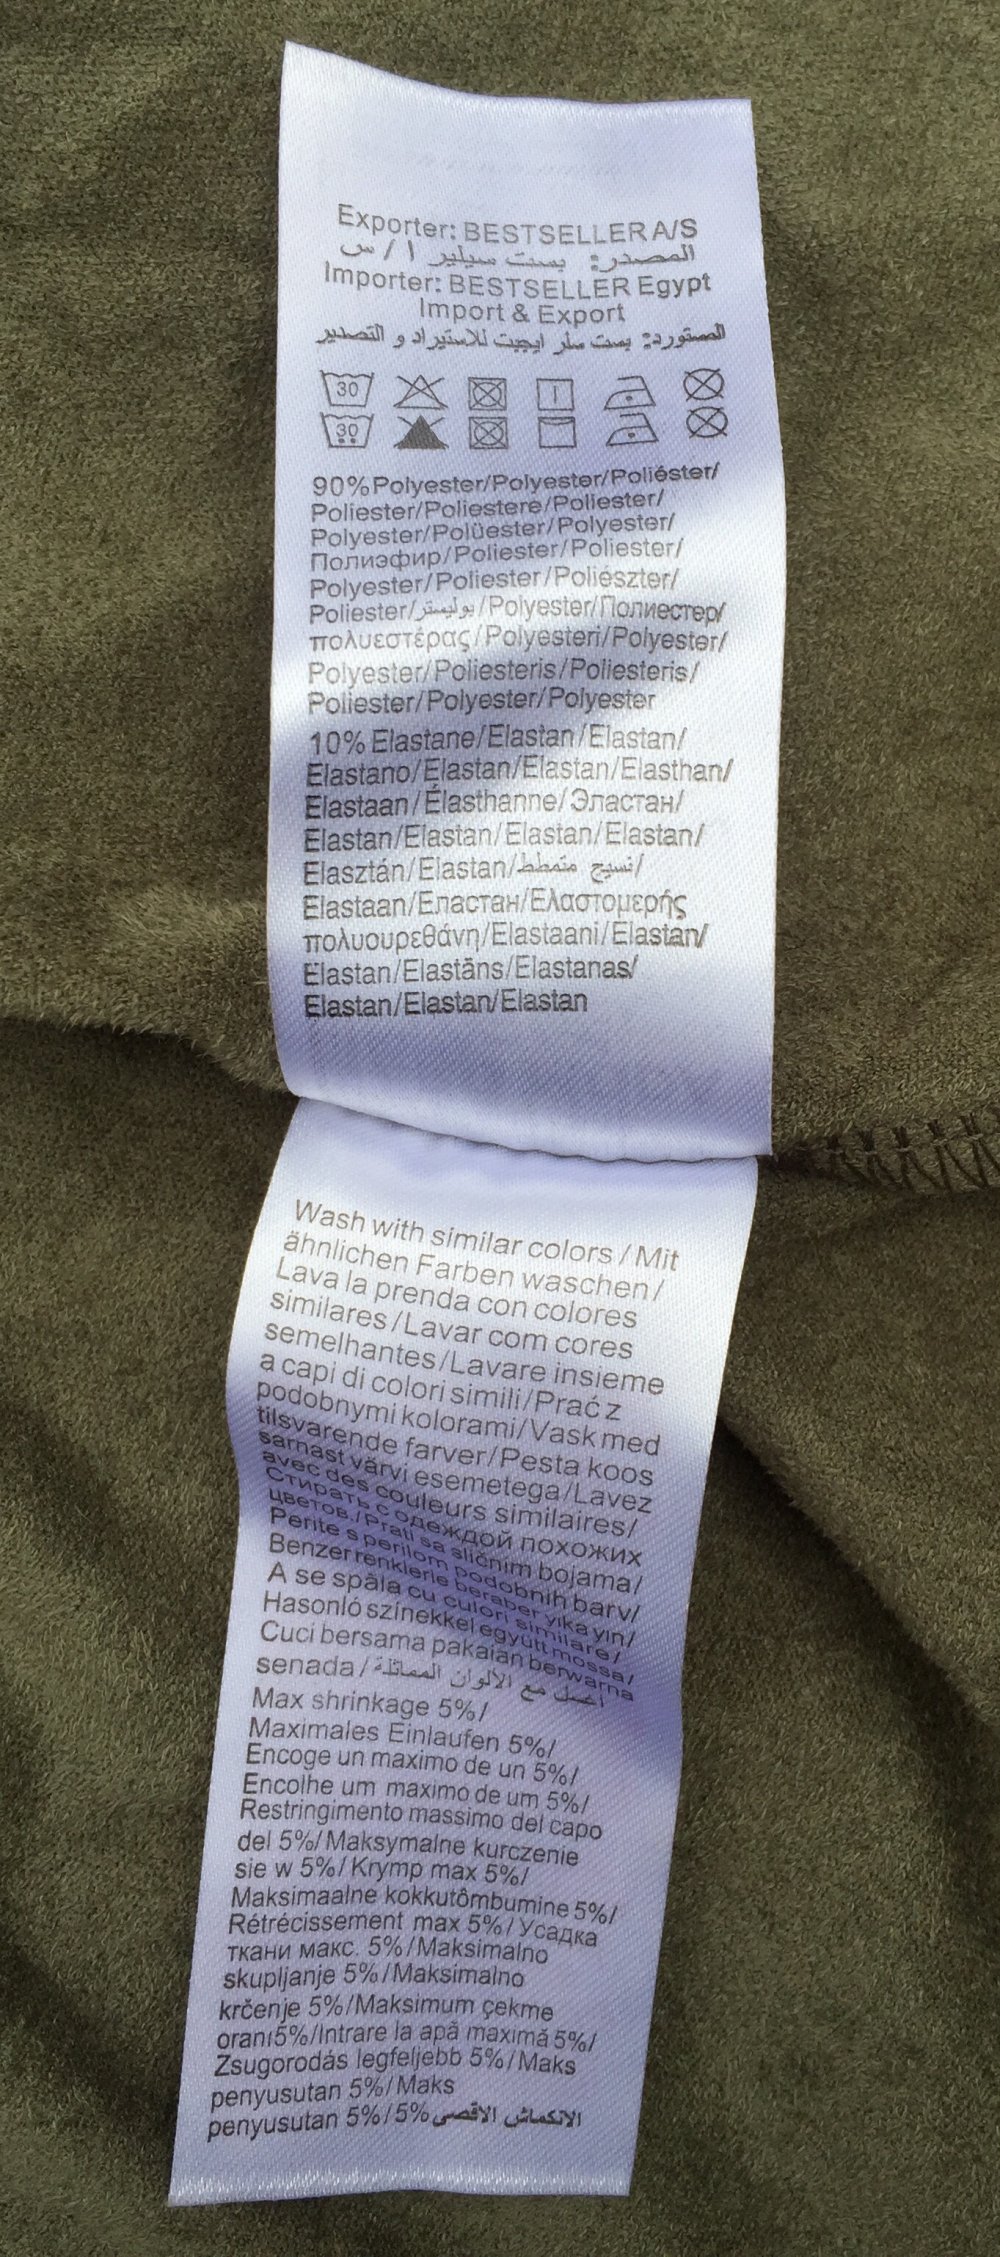 Exporter: BESTSELLER A/S
المصدر: بست سيلير ا / س
Importer: BESTSELLER Egypt
Import & Export
المستورد: بست سلر ايجيبت للاستيراد و التصدير
30
30
90%Polyester/Polyester/Poliéster/
Poliester/Poliestere/Poliester/
Polyester/Polüester/Polyester/
Полиэфир/Poliester/Poliester/
Polyester/Poliester/Poliészter/
Poliester/بوليستر/Polyester/Полиестер/
πολυεστέρας/Polyesteri/Polyester/
Polyester/Poliesteris/Poliesteris/
Poliester/Polyester/Polyester
10% Elastane/Elastan/Elastan/
Elastano/Elastan/Elastan/Elasthan/
Elastaan/Élasthanne/Эластан/
Elastan/Elastan/Elastan/Elastan/
Elasztán/Elastan/نسيج متمطط/
Elastaan/Еластан/Ελαστομερής
πολυουρεθάνη/Elastaani/Elastan/
Elastan/Elastāns/Elastanas/
Elastan/Elastan/Elastan
Wash with similar colors / Mit
ähnlichen Farben waschen/
Lava la prenda con colores
similares/Lavar com cores
semelhantes/Lavare insieme
a capi di colori simili/Prać z
podobnymi kolorami/Vask med
tilsvarende farver/Pesta koos
sarnast värvi esemetega/Lavez
avec des couleurs similaires/
Стирать с одеждой похожих
цветов./Prati sa sličnim bojama/
Perite s perilom podobnih barv/
Benzer renklerle beraber yika yin/
A se spăla cu culori similare/
Hasonló színekkel együtt mossa/
Cuci bersama pakaian berwarna
senada/اغسل مع الألوان المماثلة
Max shrinkage 5%/
Maximales Einlaufen 5%/
Encoge un maximo de un 5%/
Encolhe um maximo de um 5%/
Restringimento massimo del capo
del 5%/Maksymalne kurczenie
sie w 5%/Krymp max 5%/
Maksimaalne kokkutômbumine 5%/
Rétrécissement max 5%/Усадка
ткани макс. 5%/Maksimalno
skupljanje 5%/Maksimalno
krčenje 5%/Maksimum çekme
oranı5%/Intrare la apă maximă 5%/
Zsugorodás legfeljebb 5%/Maks
penyusutan 5%/Maks
penyusutan 5%/5% الانكماش الاقصى